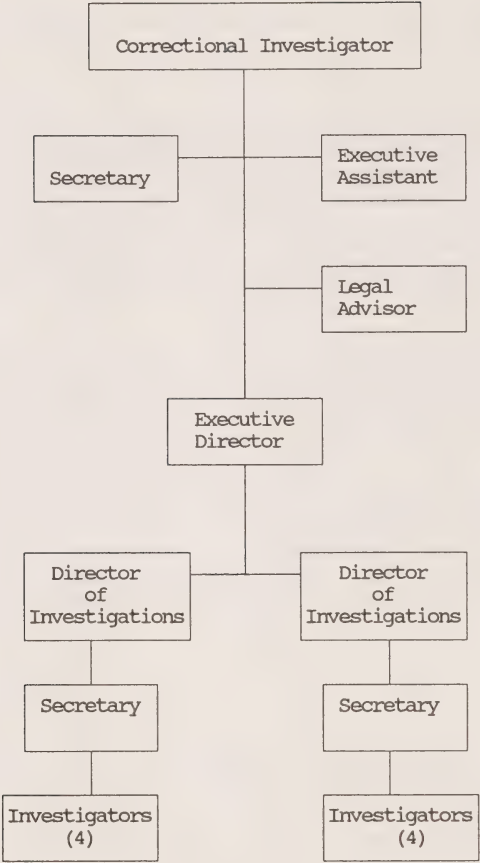 Correctional Investigator
Secretary
Executive
Assistant
Legal
Advisor
Executive
Director
Director
of
Investigations
Director
of
Investigations
Secretary
Secretary
Investigators
(4)
Investigators
(4)